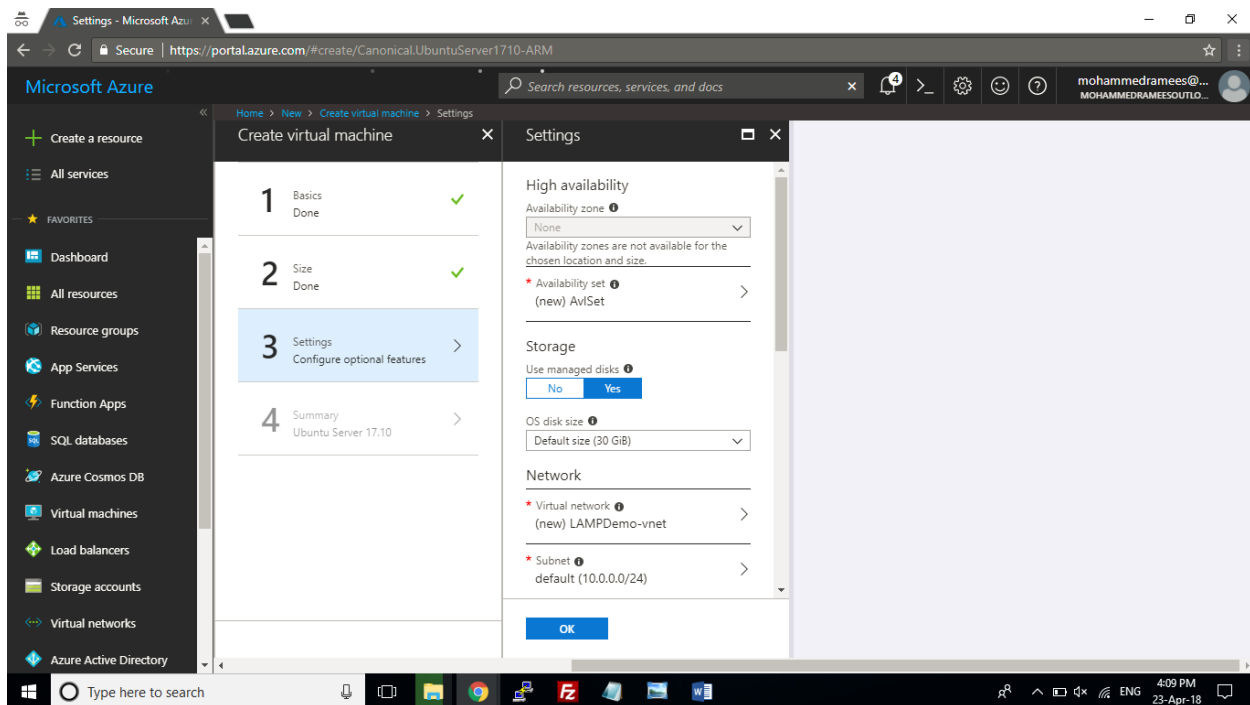 Settings - Microsoft Azur
Secure | https://portal.azure.com/#create/Canonical.UbuntuServer1710-ARM
Microsoft Azure
Search resources, services, and docs
4
mohammedramees@...
MOHAMMEDRAMEESOUTLO...
Home > New > Create virtual machine > Settings
Create a resource
All services
FAVORITES
Dashboard
All resources
Resource groups
App Services
Function Apps
SQL databases
Azure Cosmos DB
Virtual machines
Load balancers
Storage accounts
Virtual networks
Azure Active Directory
Create virtual machine
1
Basics
Done
2
Size
Done
3
Settings
Configure optional features
4
Summary
Ubuntu Server 17.10
Settings
High availability
Availability zone
None
Availability zones are not available for the
chosen location and size.
* Availability set
(new) AvlSet
Storage
Use managed disks
No Yes
OS disk size
Default size (30 GiB)
Network
* Virtual network
(new) LAMPDemo-vnet
* Subnet
default (10.0.0.0/24)
OK
Type here to search
ENG
4:09 PM
23-Apr-18